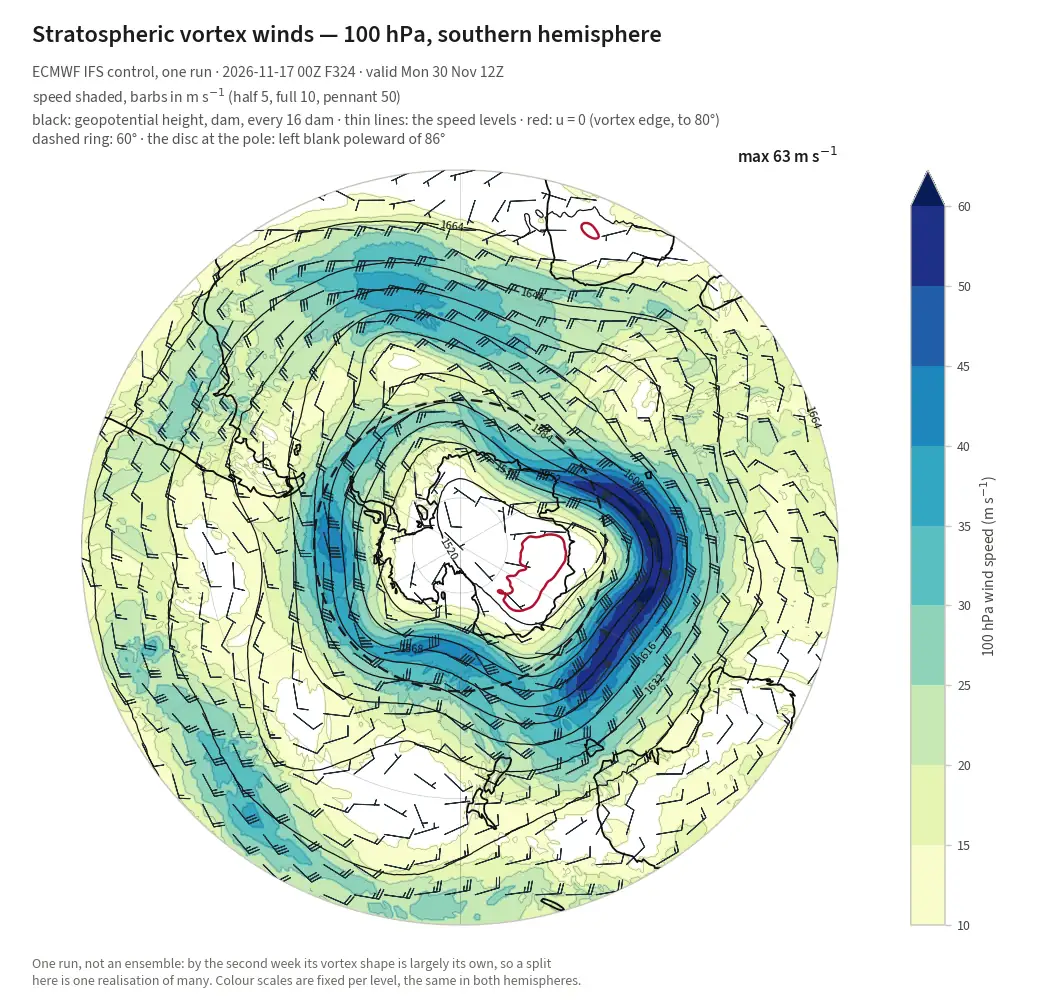 Stratospheric vortex winds — 100 hPa, southern hemisphere
ECMWF IFS control, one run · 2026-11-17 00Z F324 · valid Mon 30 Nov 12Z
speed shaded, barbs in m s⁻¹ (half 5, full 10, pennant 50)
black: geopotential height, dam, every 16 dam · thin lines: the speed levels · red: u = 0 (vortex edge, to 80°)
dashed ring: 60° · the disc at the pole: left blank poleward of 86°
max 63 m s⁻¹
1664
1648
1664
1584
1600
1520
1568
1616
1632
60
50
45
40
35
30
25
20
15
10
100 hPa wind speed (m s⁻¹)
One run, not an ensemble: by the second week its vortex shape is largely its own, so a split
here is one realisation of many. Colour scales are fixed per level, the same in both hemispheres.